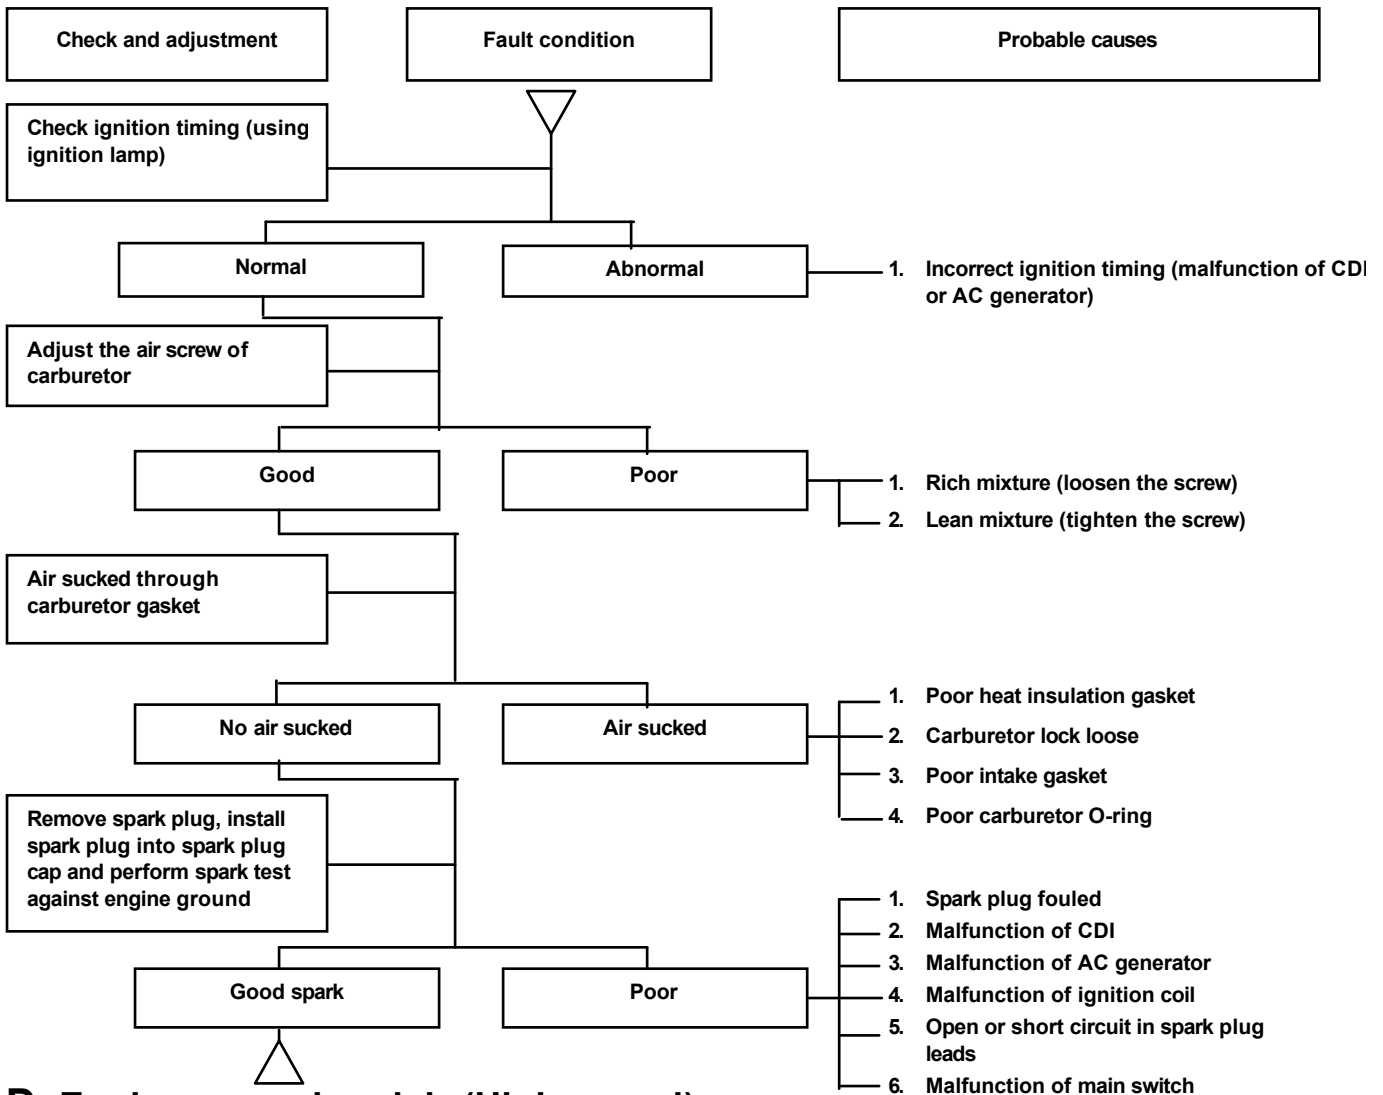 Check and adjustment
Fault condition
Probable causes
Check ignition timing (using
ignition lamp)
Normal
Abnormal
1. Incorrect ignition timing (malfunction of CDI
or AC generator)
Adjust the air screw of
carburetor
Good
Poor
1. Rich mixture (loosen the screw)
2. Lean mixture (tighten the screw)
Air sucked through
carburetor gasket
No air sucked
Air sucked
1. Poor heat insulation gasket
2. Carburetor lock loose
3. Poor intake gasket
4. Poor carburetor O-ring
Remove spark plug, install
spark plug into spark plug
cap and perform spark test
against engine ground
Good spark
Poor
1. Spark plug fouled
2. Malfunction of CDI
3. Malfunction of AC generator
4. Malfunction of ignition coil
5. Open or short circuit in spark plug
leads
6. Malfunction of main switch